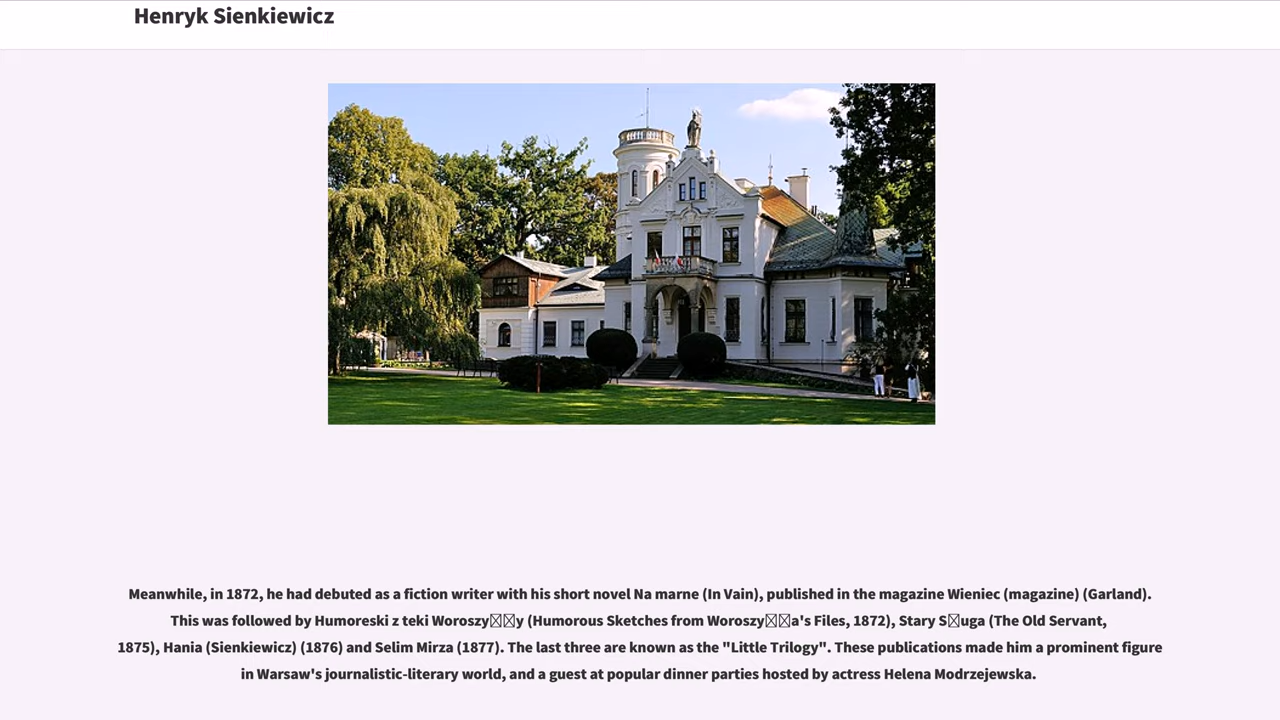 Henryk Sienkiewicz
Meanwhile, in 1872, he had debuted as a fiction writer with his short novel Na marne (In Vain), published in the magazine Wieniec (magazine) (Garland).
This was followed by Humoreski z teki Woroszy☒☒y (Humorous Sketches from Woroszy☒☒a's Files, 1872), Stary S☒uga (The Old Servant,
1875), Hania (Sienkiewicz) (1876) and Selim Mirza (1877). The last three are known as the "Little Trilogy". These publications made him a prominent figure
in Warsaw's journalistic-literary world, and a guest at popular dinner parties hosted by actress Helena Modrzejewska.